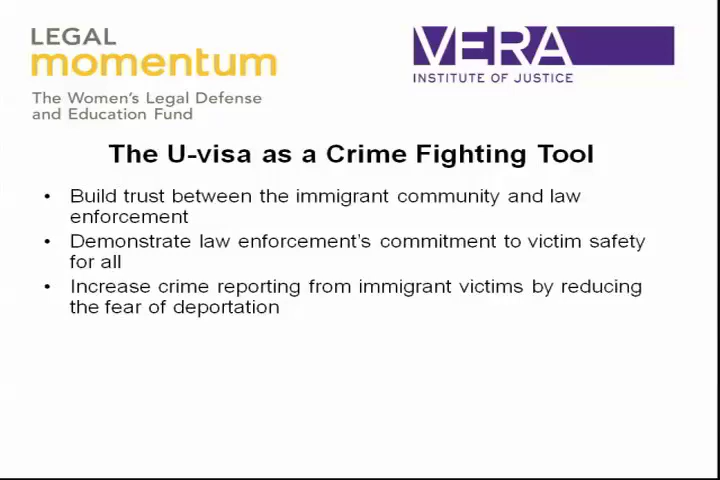 LEGAL
momentum
The Women's Legal Defense
and Education Fund
VERA
INSTITUTE OF JUSTICE
The U-visa as a Crime Fighting Tool
• Build trust between the immigrant community and law
enforcement
• Demonstrate law enforcement's commitment to victim safety
for all
• Increase crime reporting from immigrant victims by reducing
the fear of deportation